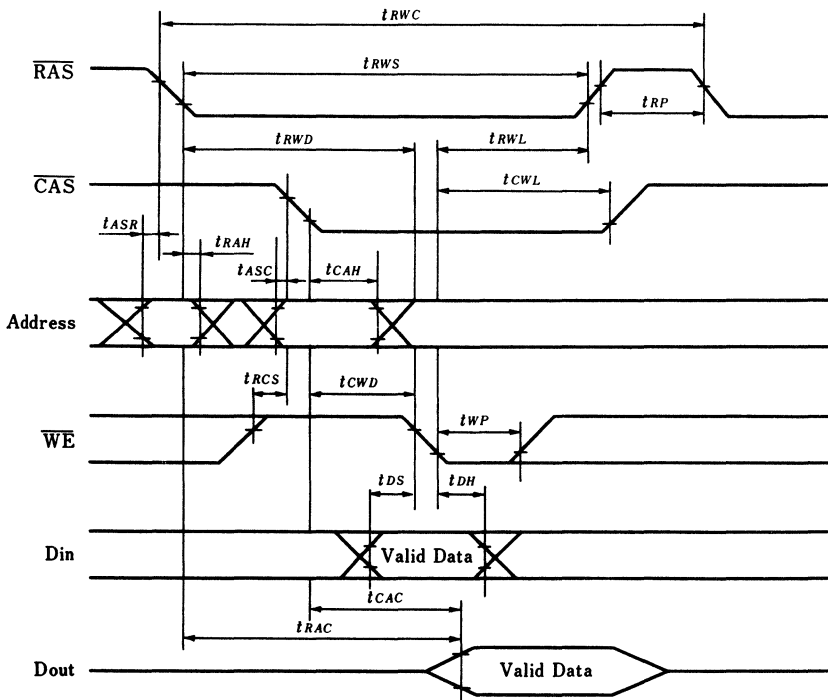 tRWC
RAS
tRWS
tRP
tRWD
tRWL
CAS
tCWL
tASR
tRAH
tASC
tCAH
Address
tRCS
tCWD
WE
tWP
tDS
tDH
Din
Valid Data
tCAC
tRAC
Dout
Valid Data